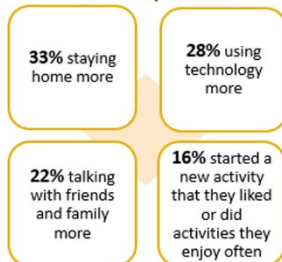 33% staying
home more
28% using
technology
more
22% talking
with friends
and family
more
16% started a
new activity
that they liked
or did
activities they
enjoy often